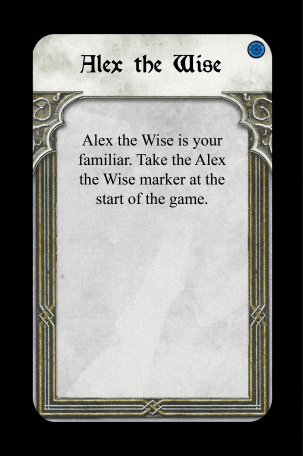 Alex the Wise
Alex the Wise is your
familiar. Take the Alex
the Wise marker at the
start of the game.